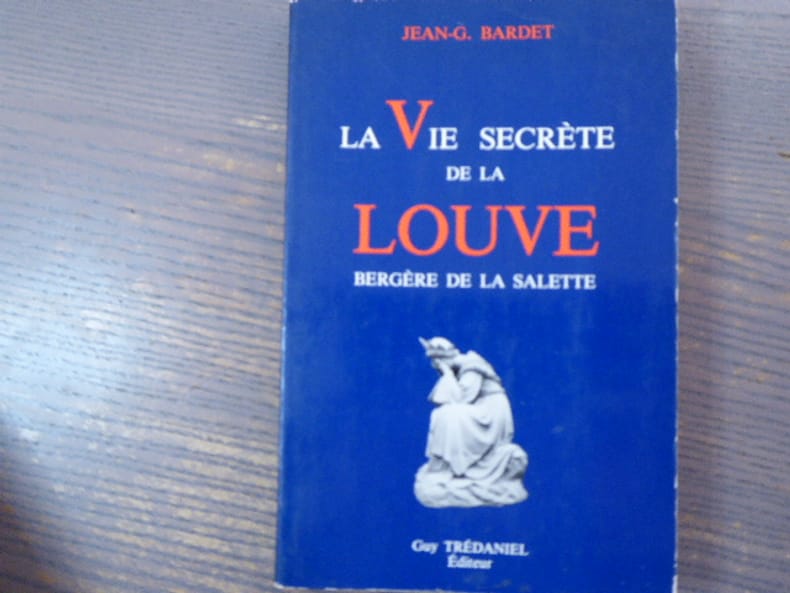 JEAN-G. BARDET
LA VIE SECRÈTE
DE LA
LOUVE
BERGÈRE DE LA SALETTE
Guy TRÉDANIEL
Éditeur